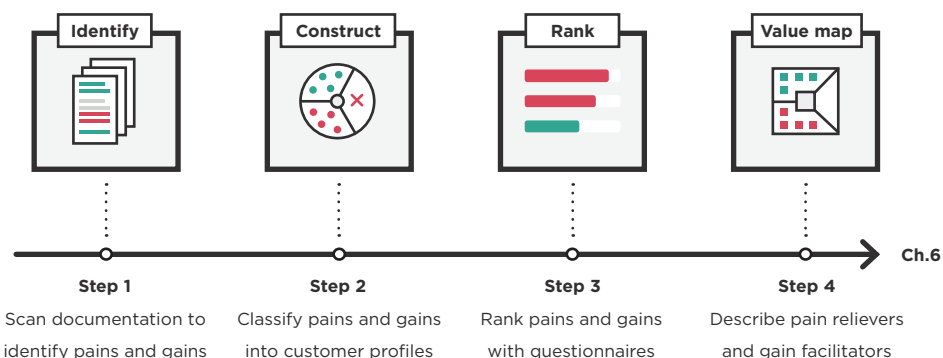 Identify
Construct
Rank
Value map
Ch.6
Step 1
Scan documentation to
identify pains and gains
Step 2
Classify pains and gains
into customer profiles
Step 3
Rank pains and gains
with questionnaires
Step 4
Describe pain relievers
and gain facilitators